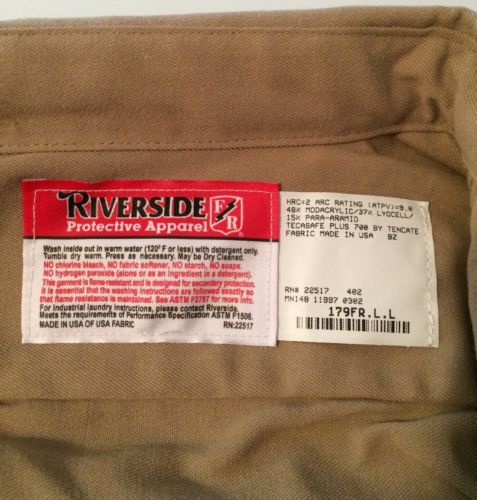 RIVERSIDE
FR
Protective Apparel
Wash inside out in warm water (120° F or less) with detergent only.
Tumble dry warm. Press as necessary. May be Dry Cleaned.
NO chlorine bleach, NO fabric softener, NO starch, NO soaps.
NO hydrogen peroxide (alone or as an ingredient in a detergent).
This garment is flame resistant and is designed for secondary protection.
It is essential that the washing instructions are followed exactly so
that flame resistance is maintained. See ASTM F2757 for more info.
For industrial laundry instructions, please contact Riverside.
Meets the requirements of Performance Specification ASTM F1506.
MADE IN USA OF USA FABRIC RN:22517
HRC=2 ARC RATING (ATPV)=9.0
48% MODACRYLIC/37% LYOCELL/
15% PARA-ARAMID
TECASAFE PLUS 700 BY TENCATE
FABRIC MADE IN USA BZ
RN# 22517 402
MN148 11987 0302
179FR.L.L